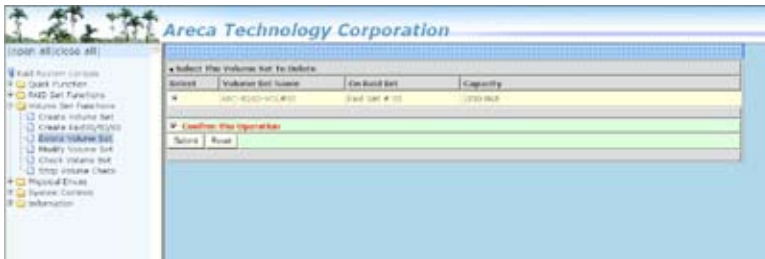 Areca Technology Corporation
|open all|close all|
Raid System Console
Quick Function
RAID Set Functions
Volume Set Functions
Create Volume Set
Create Raid30/50/60
Delete Volume Set
Modify Volume Set
Check Volume Set
Stop Volume Check
Physical Drives
System Controls
Information
Select The Volume Set To Delete
Select Volume Set Name On Raid Set Capacity
Raid Set #
Confirm The Operation
Submit Reset